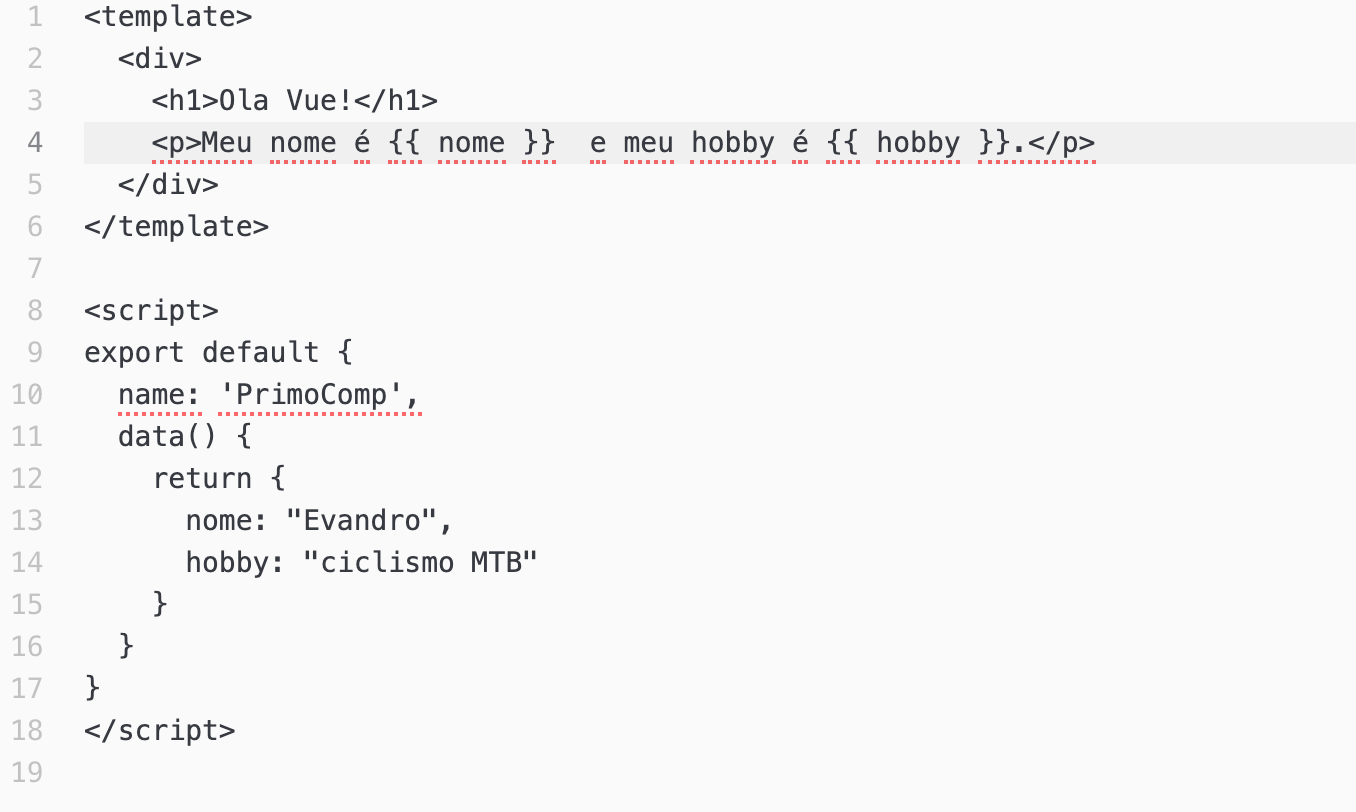 1 <template>
2   <div>
3     <h1>Ola Vue!</h1>
4     <p>Meu nome é {{ nome }}  e meu hobby é {{ hobby }}.</p>
5   </div>
6 </template>
7
8 <script>
9 export default {
10   name: 'PrimoComp',
11   data() {
12     return {
13       nome: "Evandro",
14       hobby: "ciclismo MTB"
15     }
16   }
17 }
18 </script>
19